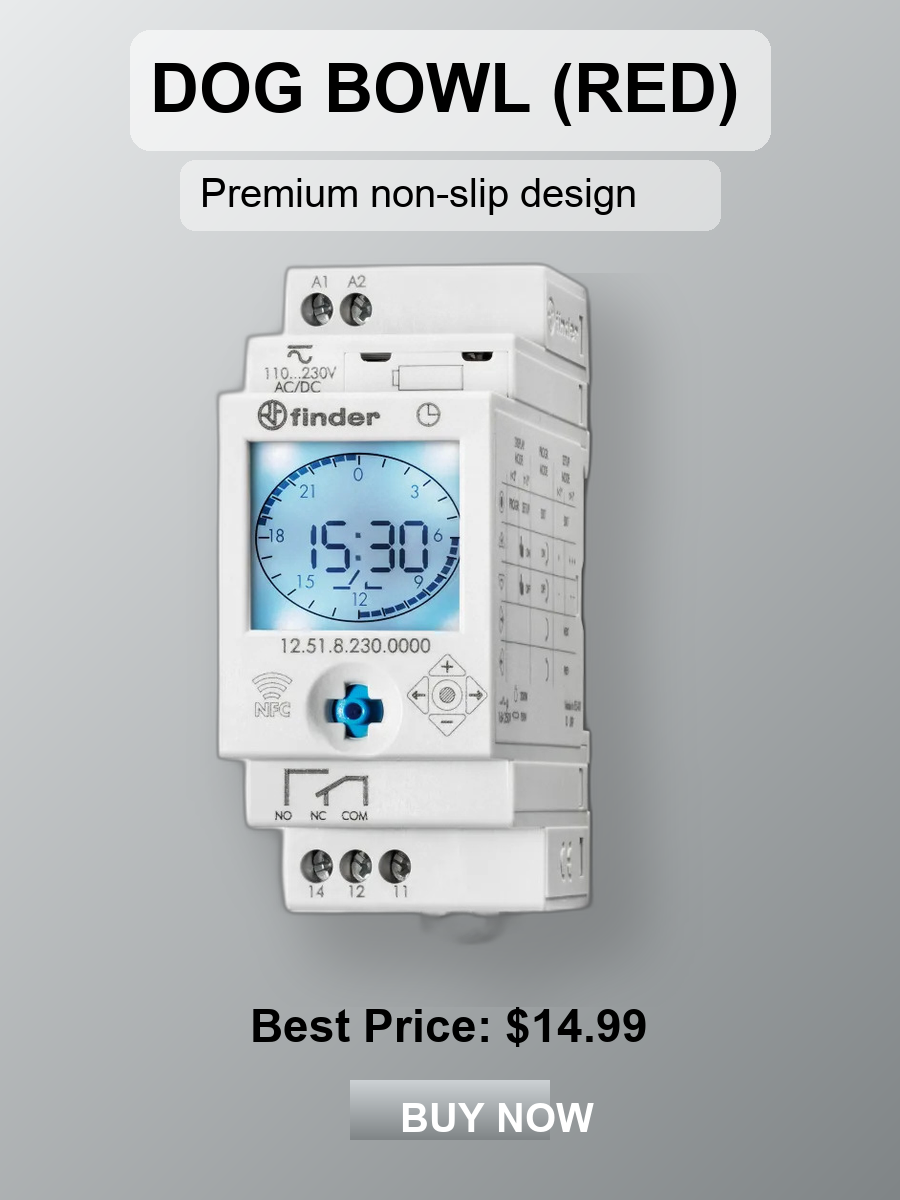 DOG BOWL (RED)
Premium non-slip design
A1 A2
finder
110...230V
AC/DC
finder
0
21 3
15:30
18 6
15 9
12
12.51.8.230.0000
NFC
+
−
NO NC COM
14 12 11
CE
Best Price: $14.99
BUY NOW